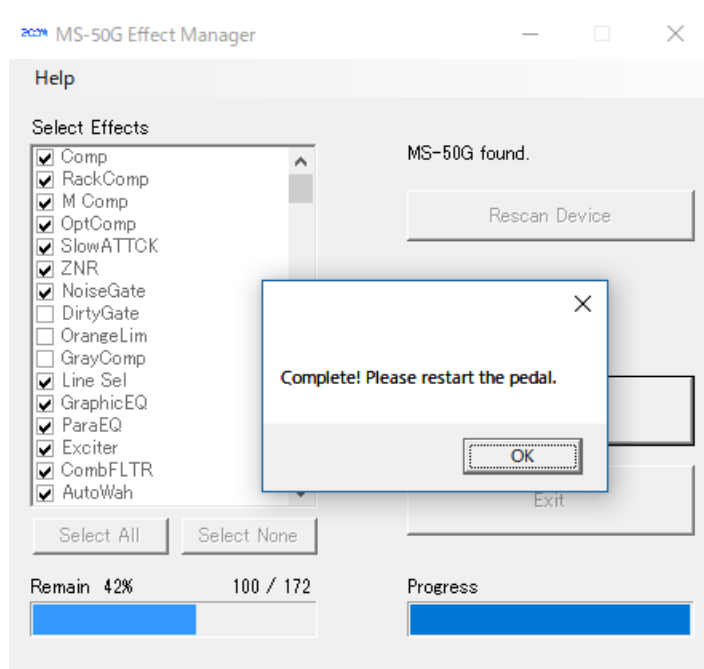 ZOOM MS-50G Effect Manager
Help
Select Effects
Comp
RackComp
M Comp
OptComp
SlowATTCK
ZNR
NoiseGate
DirtyGate
OrangeLim
GrayComp
Line Sel
GraphicEQ
ParaEQ
Exciter
CombFLTR
AutoWah
Select All
Select None
Remain 42%
100 / 172
MS-50G found.
Rescan Device
Complete! Please restart the pedal.
OK
Exit
Progress